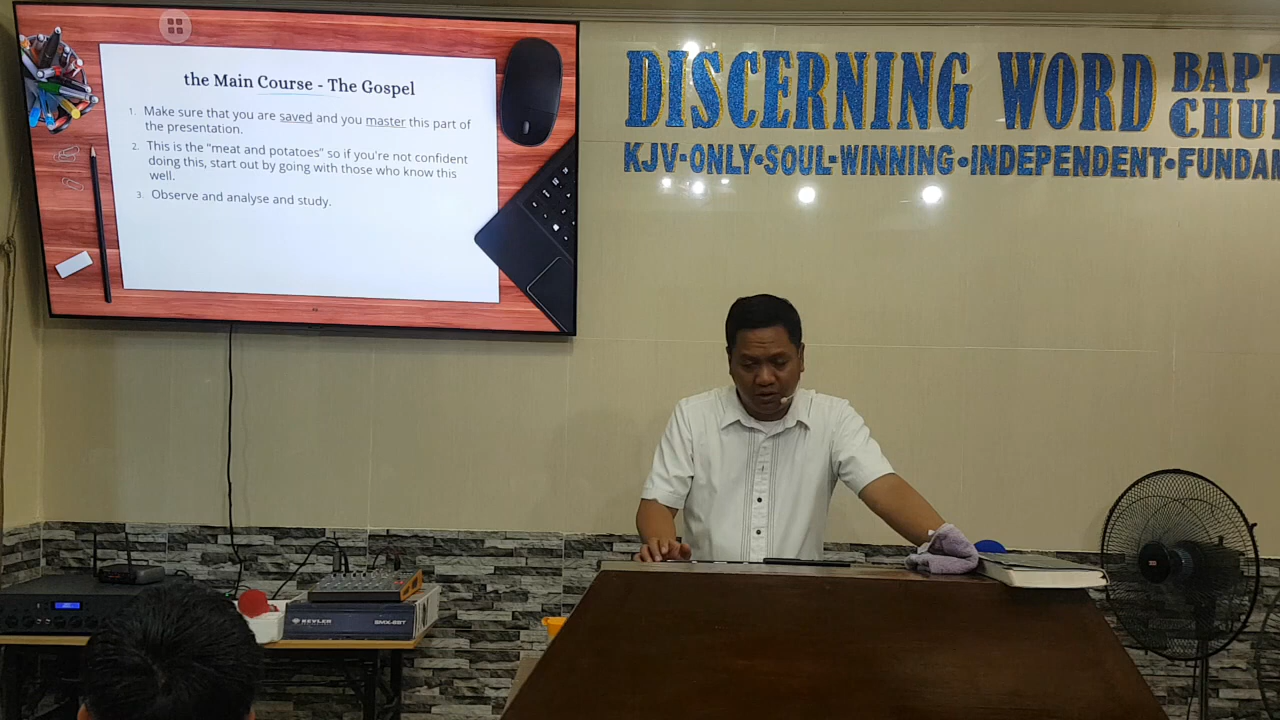 the Main Course - The Gospel
1. Make sure that you are saved and you master this part of
the presentation.
2. This is the "meat and potatoes" so if you're not confident
doing this, start out by going with those who know this
well.
3. Observe and analyse and study.
DISCERNING WORD BAPT
CHU
KJV-ONLY•SOUL-WINNING•INDEPENDENT•FUNDAM
KEVLER
SMX-6BT